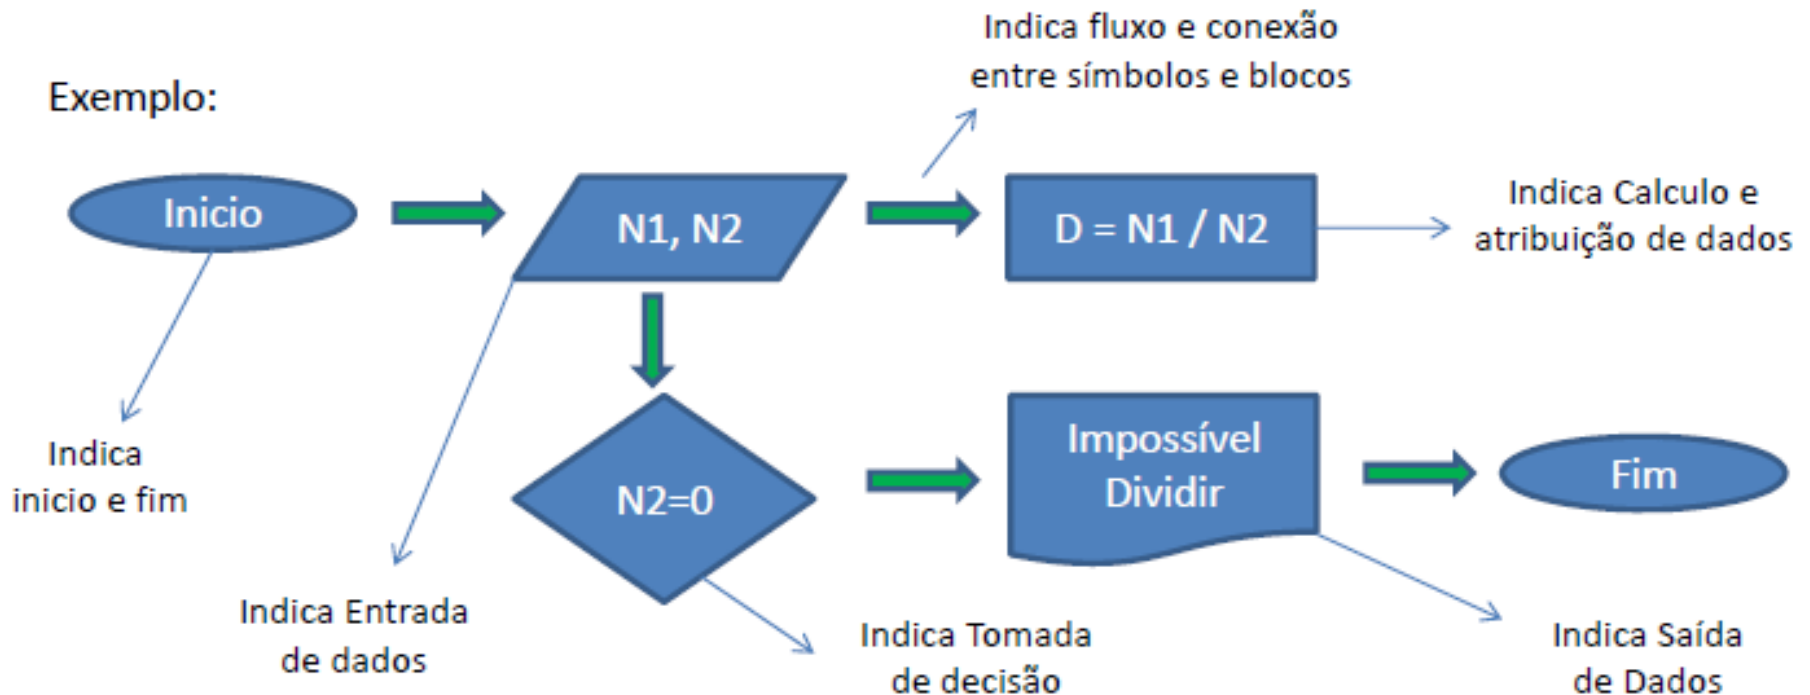 Indica fluxo e conexão
entre símbolos e blocos
Exemplo:
Inicio
N1, N2
D = N1 / N2
Indica Calculo e
atribuição de dados
Indica
inicio e fim
N2=0
Impossível
Dividir
Fim
Indica Entrada
de dados
Indica Tomada
de decisão
Indica Saída
de Dados